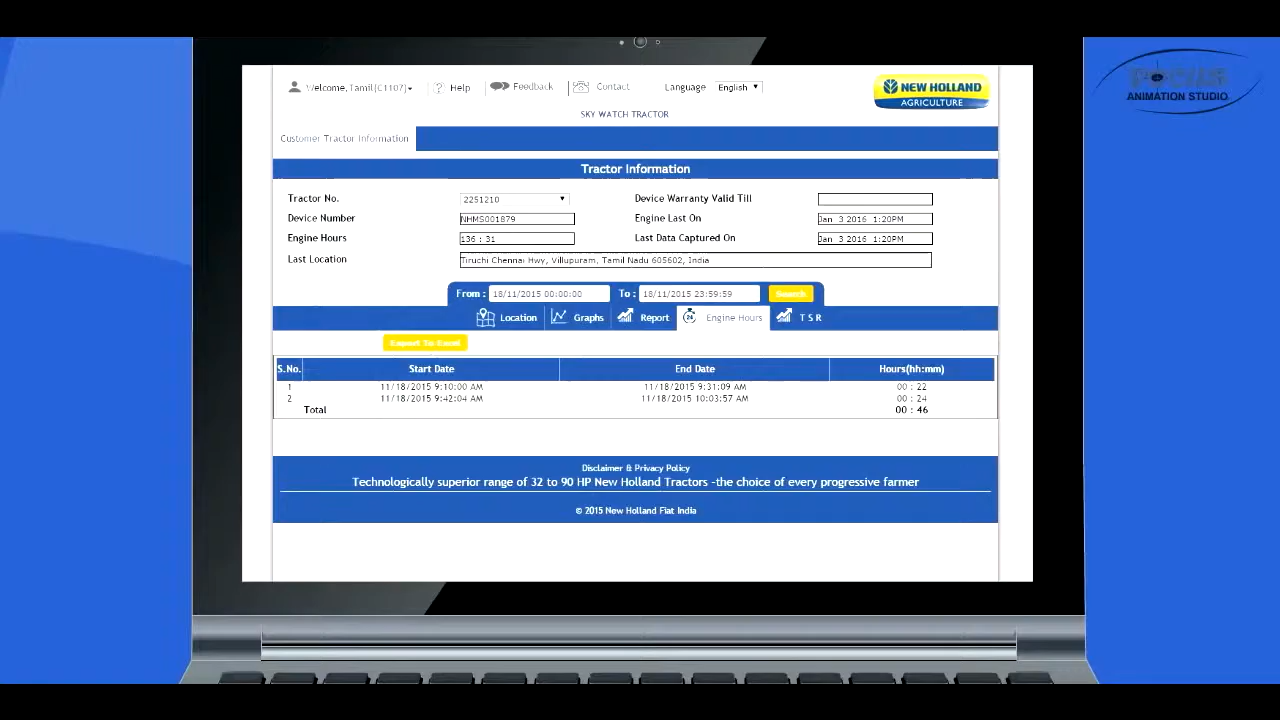 Welcome, Tamil(C1107)
? Help
Feedback
Contact
Language English
NEW HOLLAND
AGRICULTURE
SKY WATCH TRACTOR
FOCUS
ANIMATION STUDIO
Customer Tractor Information
Tractor Information
Tractor No. 2251210 Device Warranty Valid Till
Device Number NHMS001879 Engine Last On Jan 3 2016 1:20PM
Engine Hours 136 : 31 Last Data Captured On Jan 3 2016 1:20PM
Last Location Tiruchi Chennai Hwy, Villupuram, Tamil Nadu 605602, India
From : 18/11/2015 00:00:00 To : 18/11/2015 23:59:59 Search
Location Graphs Report 24 Engine Hours T S R
Export To Excel
S.No. Start Date End Date Hours(hh:mm)
1 11/18/2015 9:10:00 AM 11/18/2015 9:31:09 AM 00 : 22
2 11/18/2015 9:42:04 AM 11/18/2015 10:03:57 AM 00 : 24
Total 00 : 46
Disclaimer & Privacy Policy
Technologically superior range of 32 to 90 HP New Holland Tractors -the choice of every progressive farmer
© 2015 New Holland Fiat India